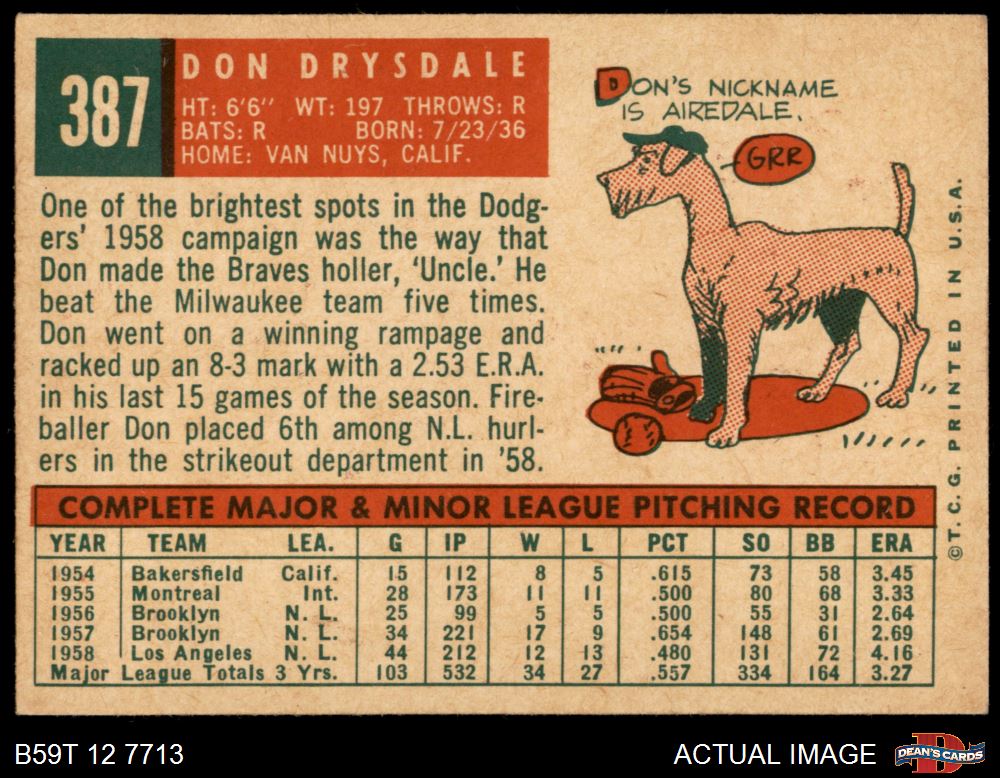 387
DON DRYSDALE
HT: 6'6" WT: 197 THROWS: R
BATS: R BORN: 7/23/36
HOME: VAN NUYS, CALIF.
One of the brightest spots in the Dodg-
ers' 1958 campaign was the way that
Don made the Braves holler, 'Uncle.' He
beat the Milwaukee team five times.
Don went on a winning rampage and
racked up an 8-3 mark with a 2.53 E.R.A.
in his last 15 games of the season. Fire-
baller Don placed 6th among N.L. hurl-
ers in the strikeout department in '58.
DON'S NICKNAME
IS AIREDALE.
GRR
©T.C.G. PRINTED IN U.S.A.
COMPLETE MAJOR & MINOR LEAGUE PITCHING RECORD
YEAR TEAM LEA. G IP W L PCT SO BB ERA
1954 Bakersfield Calif. 15 112 8 5 .615 73 58 3.45
1955 Montreal Int. 28 173 11 11 .500 80 68 3.33
1956 Brooklyn N. L. 25 99 5 5 .500 55 31 2.64
1957 Brooklyn N. L. 34 221 17 9 .654 148 61 2.69
1958 Los Angeles N. L. 44 212 12 13 .480 131 72 4.16
Major League Totals 3 Yrs. 103 532 34 27 .557 334 164 3.27
B59T 12 7713
ACTUAL IMAGE
DEAN'S CARDS